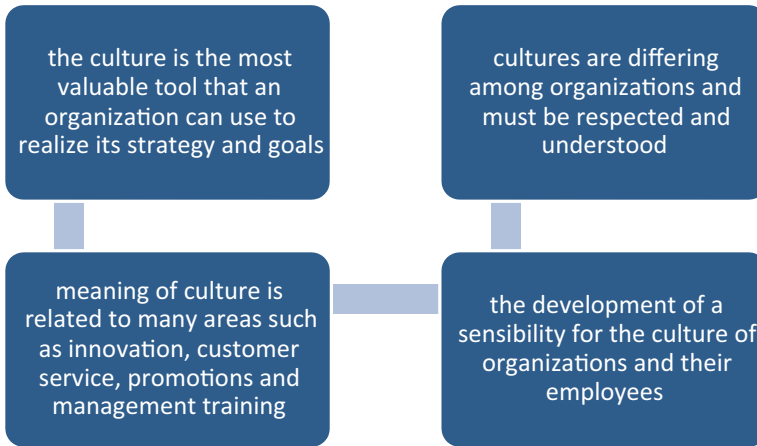 the culture is the most
valuable tool that an
organization can use to
realize its strategy and goals
meaning of culture is
related to many areas such
as innovation, customer
service, promotions and
management training
the development of a
sensibility for the culture of
organizations and their
employees
cultures are differing
among organizations and
must be respected and
understood